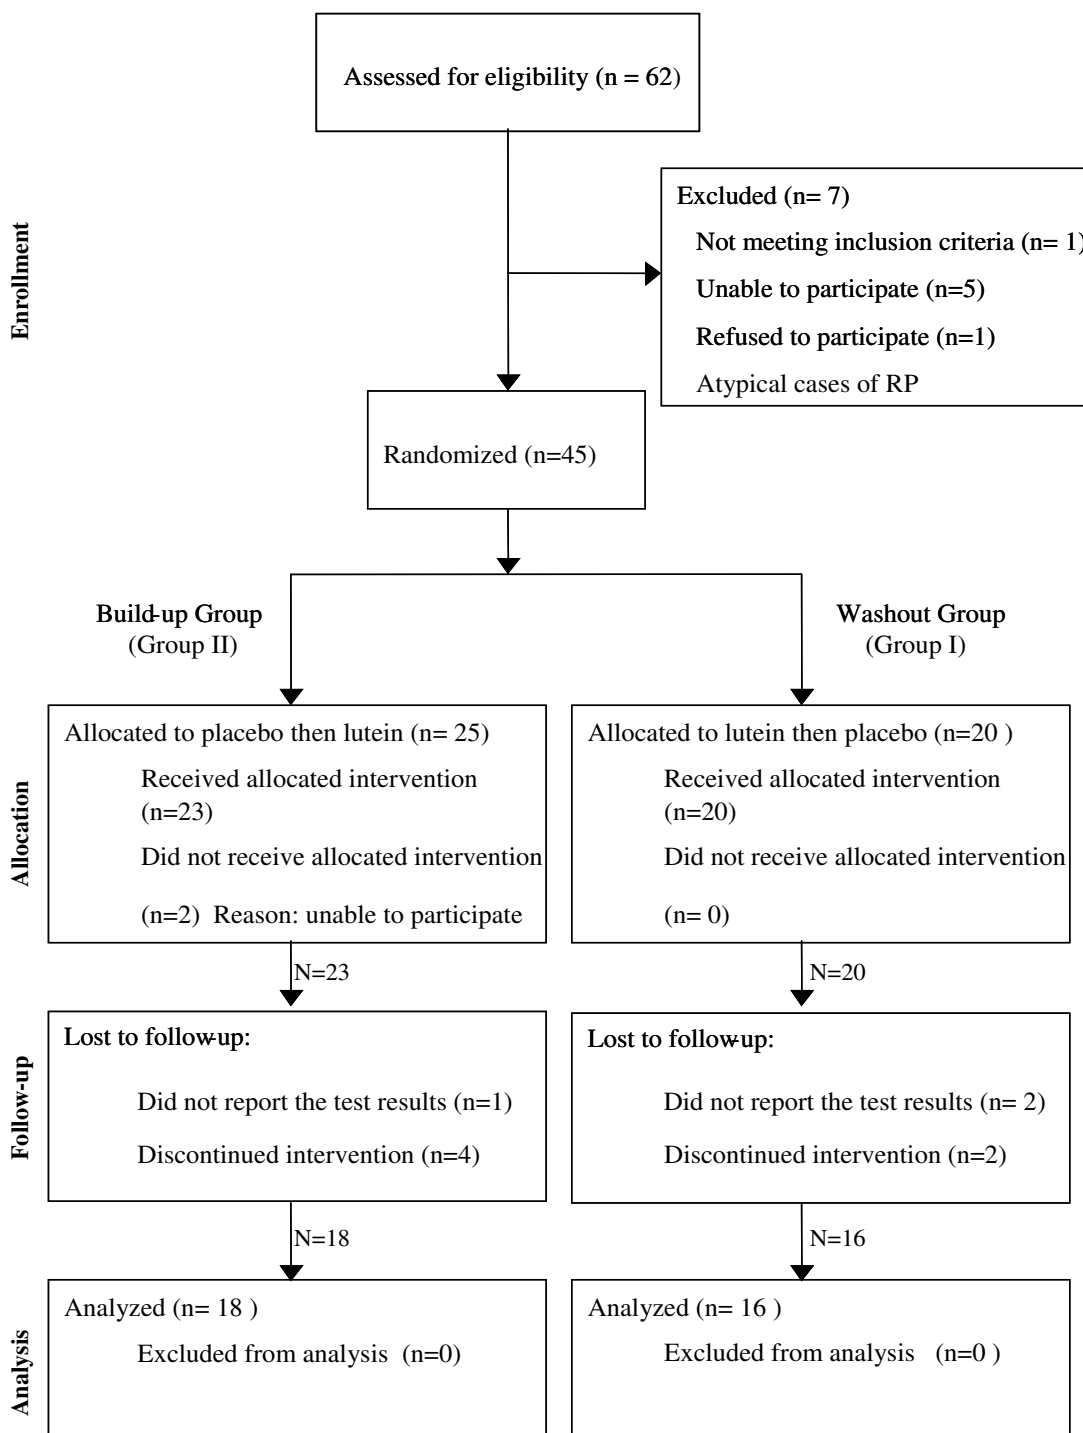 Assessed for eligibility (n = 62)
Enrollment
Excluded (n= 7)
Not meeting inclusion criteria (n= 1)
Unable to participate (n=5)
Refused to participate (n=1)
Atypical cases of RP
Randomized (n=45)
Build-up Group
(Group II)
Washout Group
(Group I)
Allocation
Allocated to placebo then lutein (n= 25)
Received allocated intervention
(n=23)
Did not receive allocated intervention
(n=2)  Reason: unable to participate
Allocated to lutein then placebo (n=20 )
Received allocated intervention
(n=20)
Did not receive allocated intervention
(n= 0)
N=23
N=20
Follow-up
Lost to follow-up:
Did not report the test results (n=1)
Discontinued intervention (n=4)
Lost to follow-up:
Did not report the test results (n= 2)
Discontinued intervention (n=2)
N=18
N=16
Analysis
Analyzed (n= 18 )
Excluded from analysis  (n=0)
Analyzed (n= 16 )
Excluded from analysis   (n=0 )